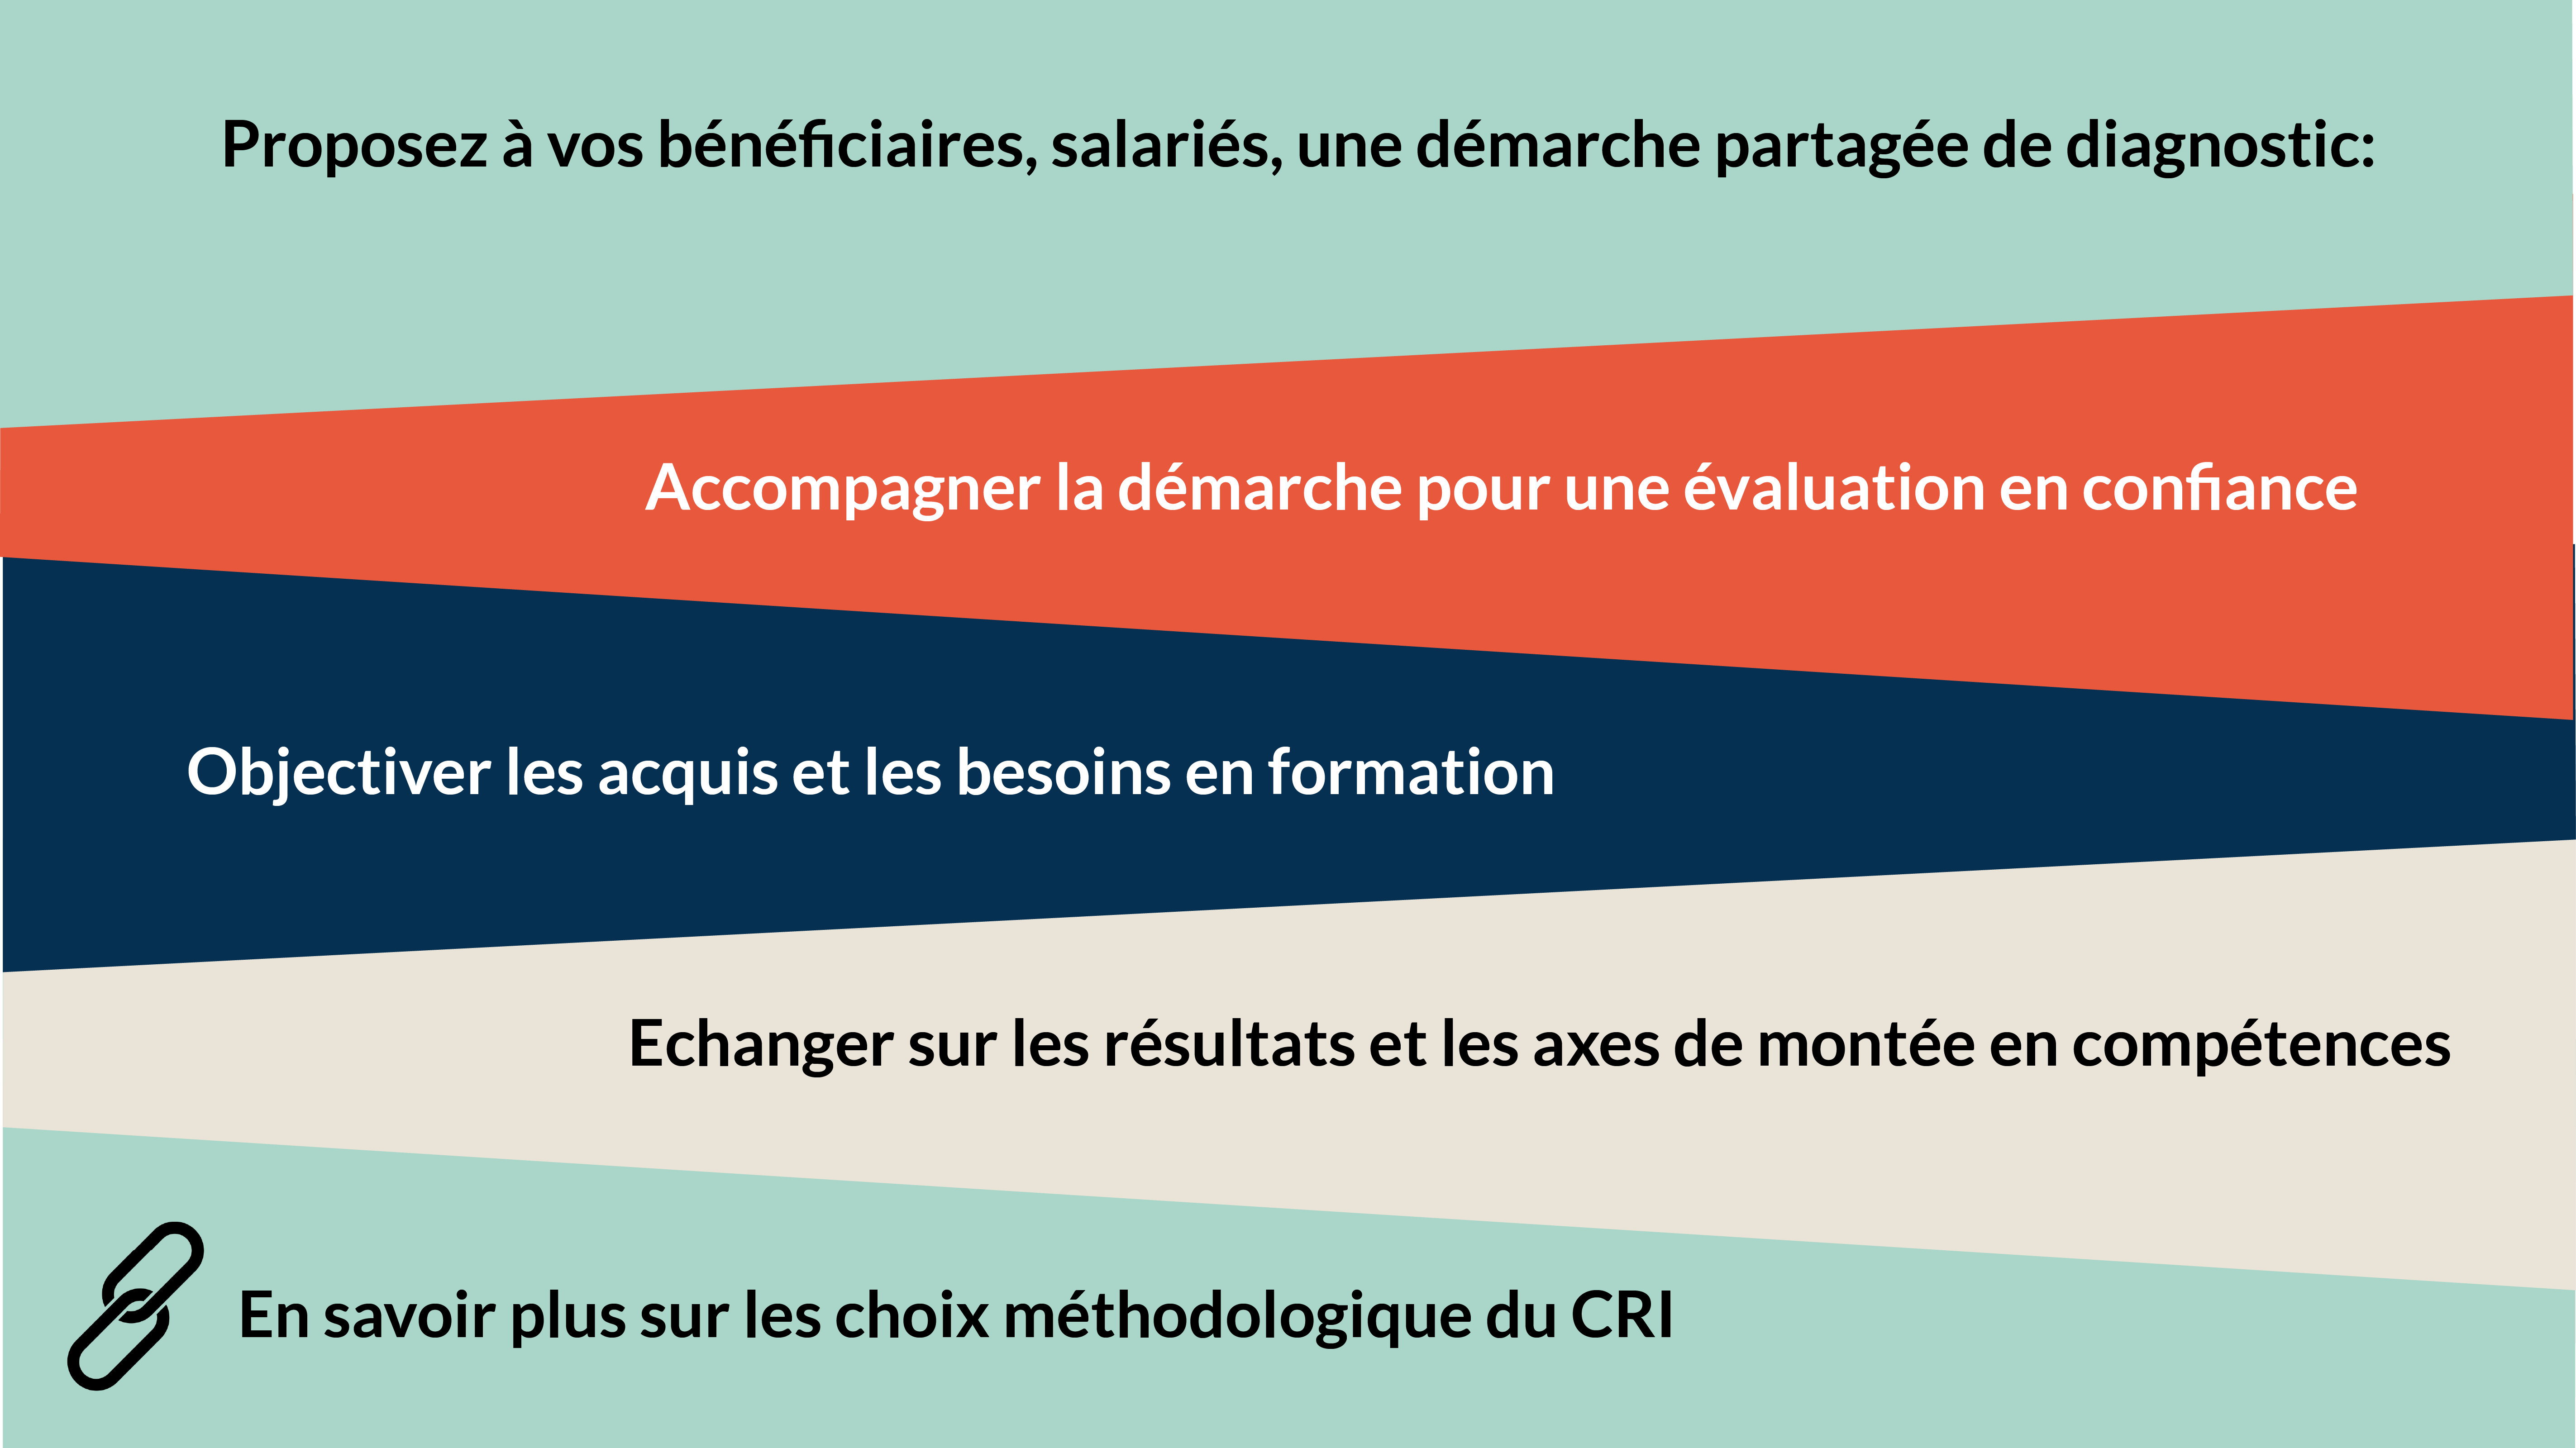 Proposez à vos bénéficiaires, salariés, une démarche partagée de diagnostic:
Accompagner la démarche pour une évaluation en confiance
Objectiver les acquis et les besoins en formation
Echanger sur les résultats et les axes de montée en compétences
En savoir plus sur les choix méthodologique du CRI